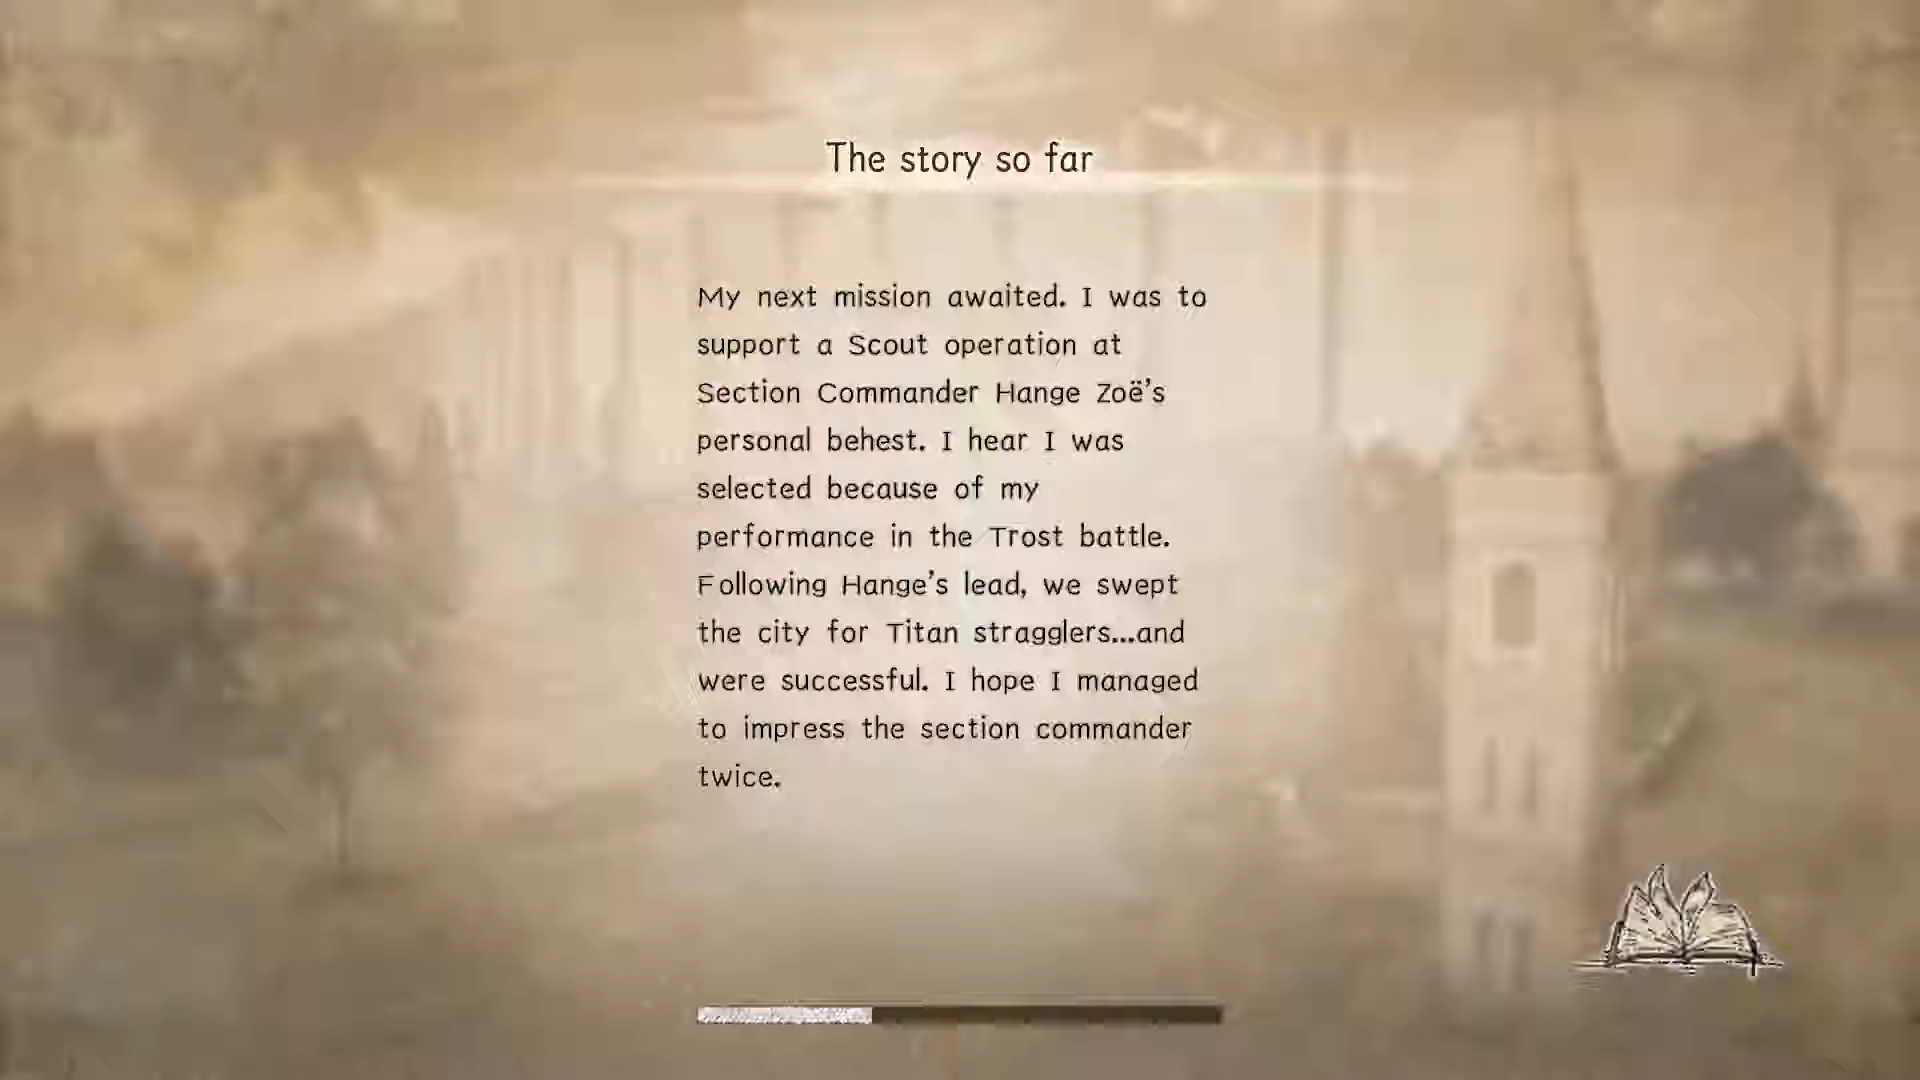 The story so far
My next mission awaited. I was to
support a Scout operation at
Section Commander Hange Zoë's
personal behest. I hear I was
selected because of my
performance in the Trost battle.
Following Hange's lead, we swept
the city for Titan stragglers...and
were successful. I hope I managed
to impress the section commander
twice.